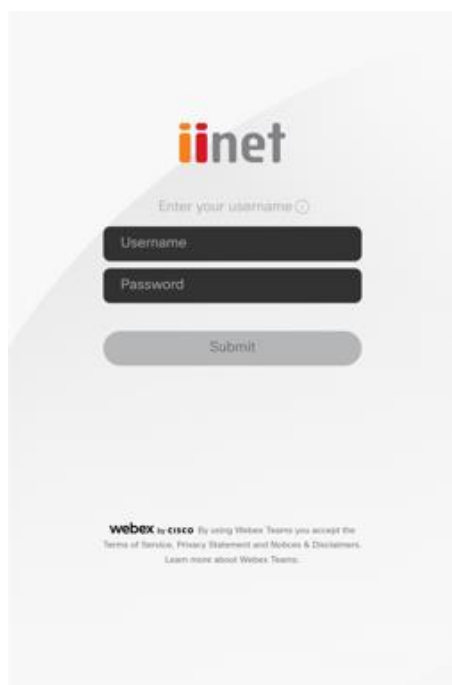 iinet
Enter your username
Username
Password
Submit
webex by CISCO By using Webex Teams you accept the
Terms of Service, Privacy Statement and Notices & Disclaimers.
Learn more about Webex Teams.